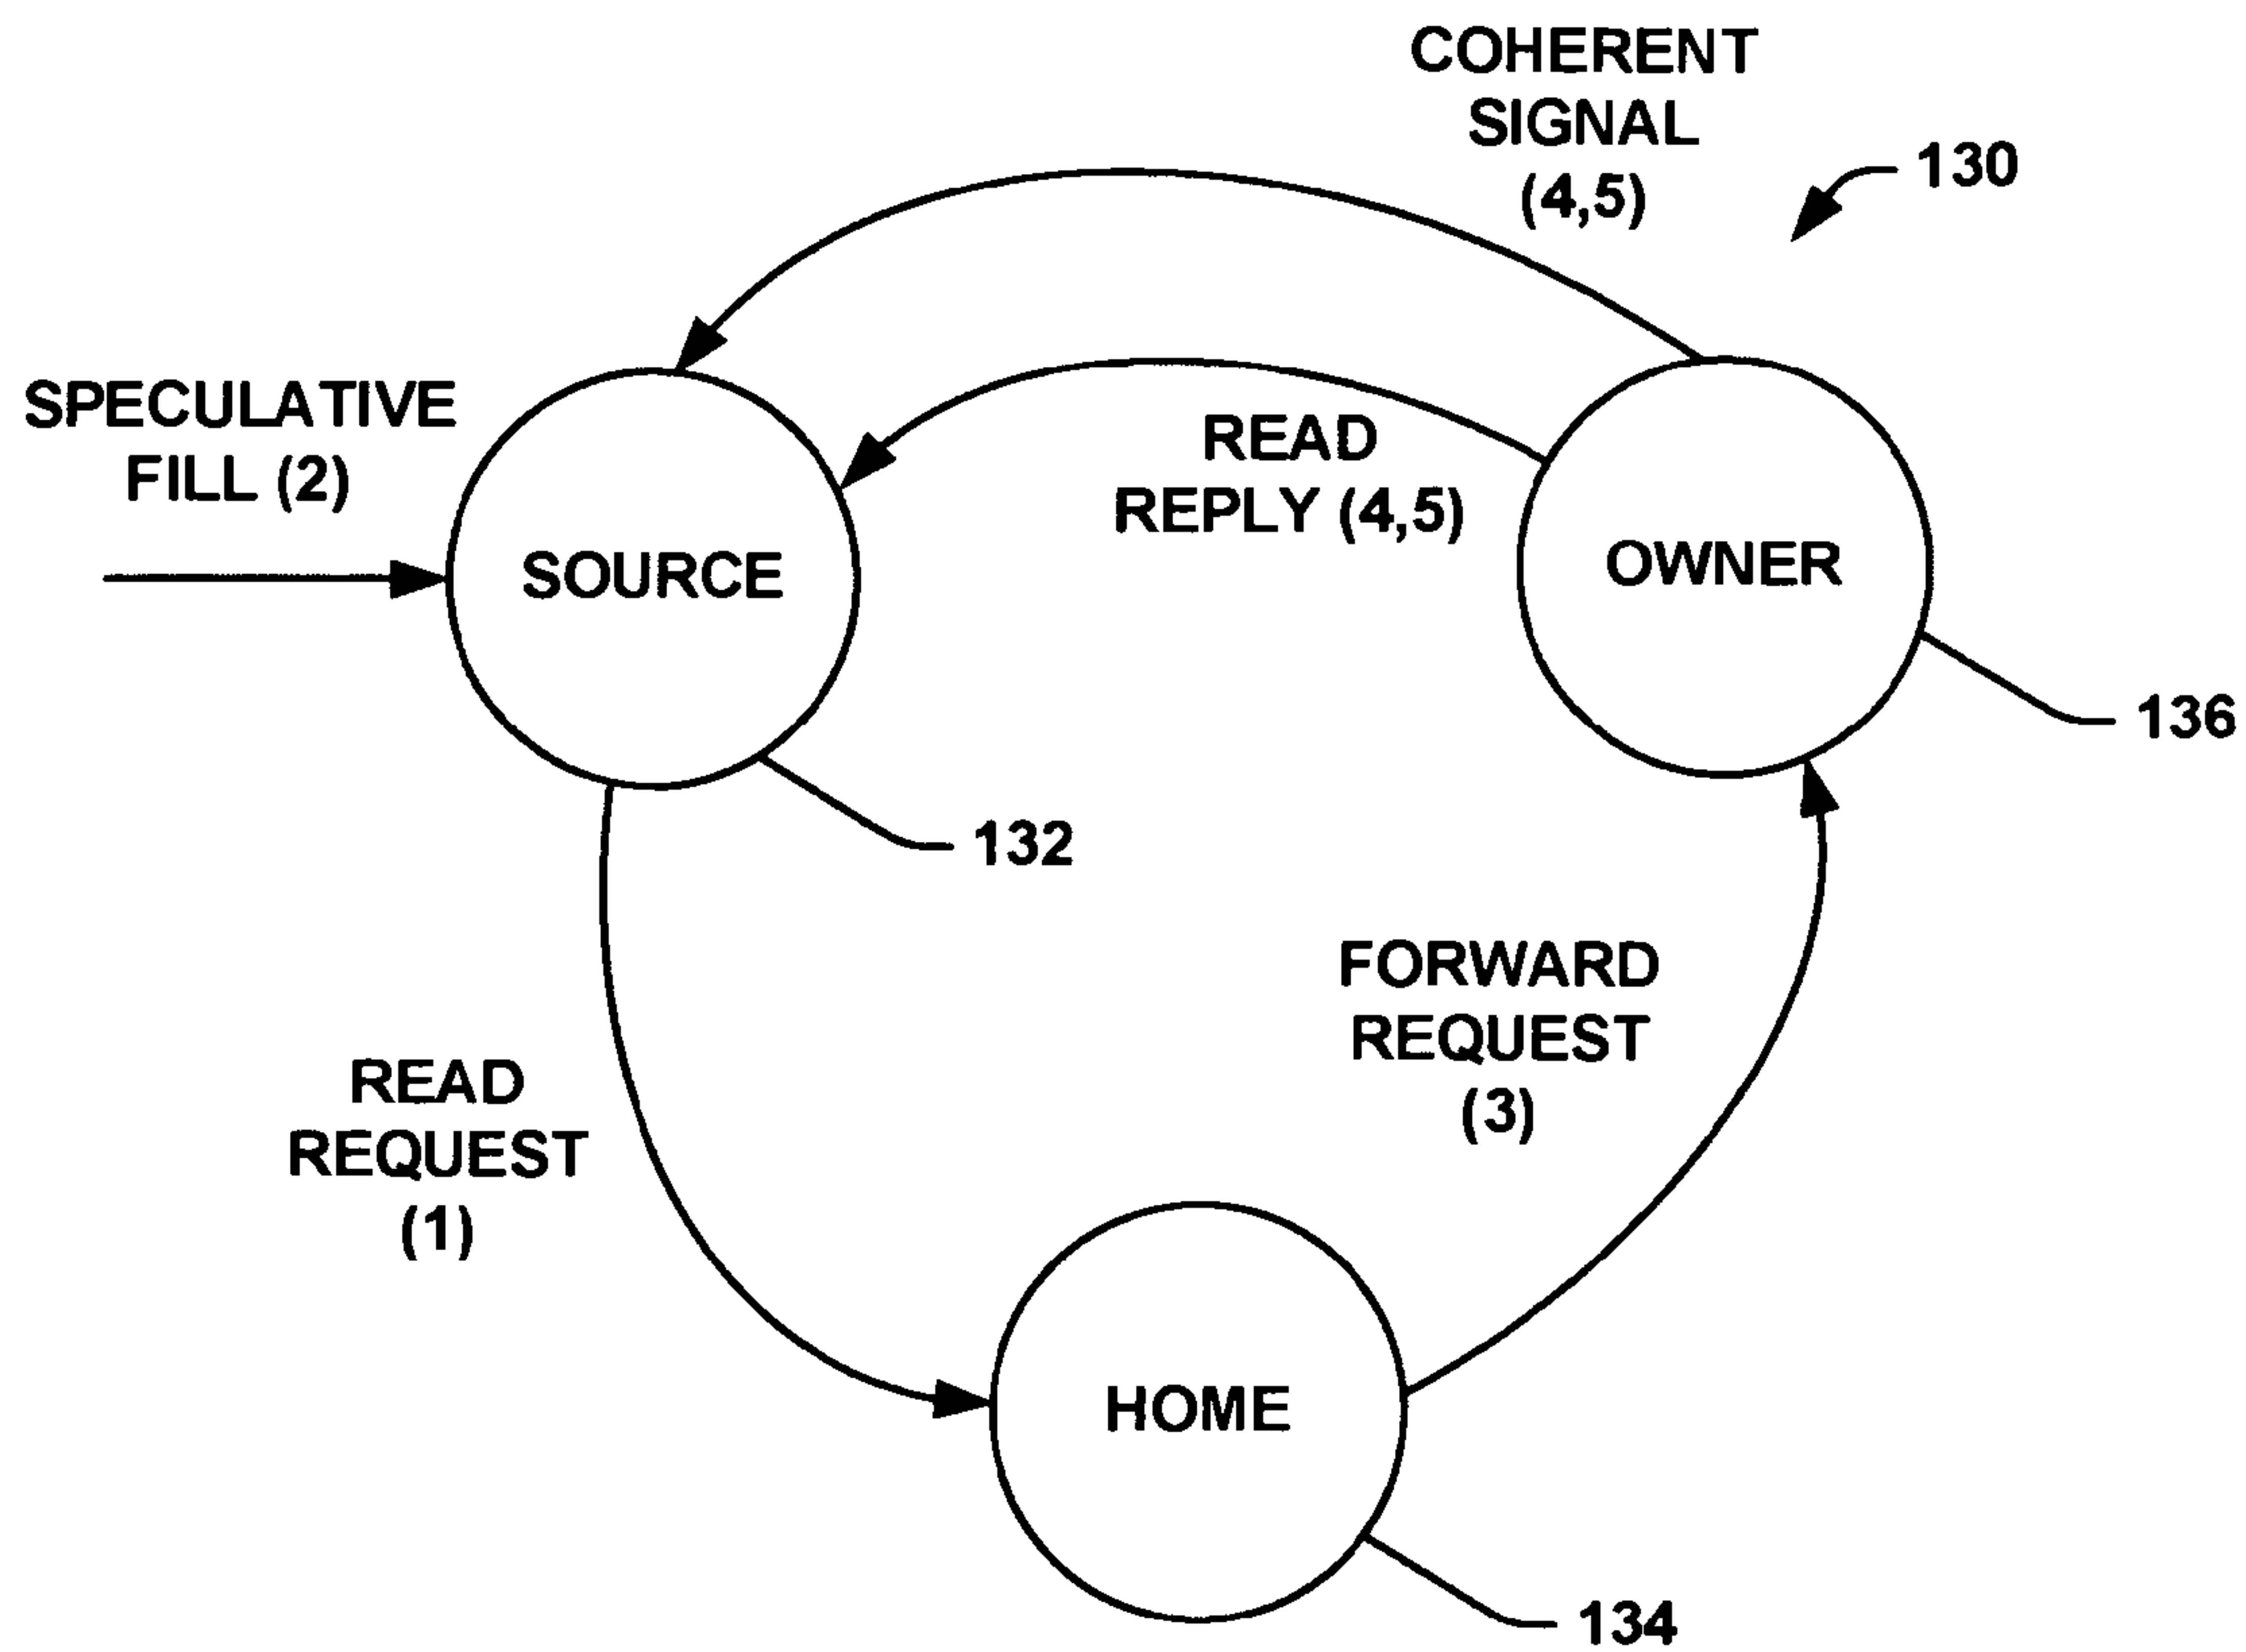 COHERENT
SIGNAL
(4,5)
130
SPECULATIVE
FILL (2)
READ
REPLY (4,5)
SOURCE
OWNER
136
132
FORWARD
REQUEST
(3)
READ
REQUEST
(1)
HOME
134